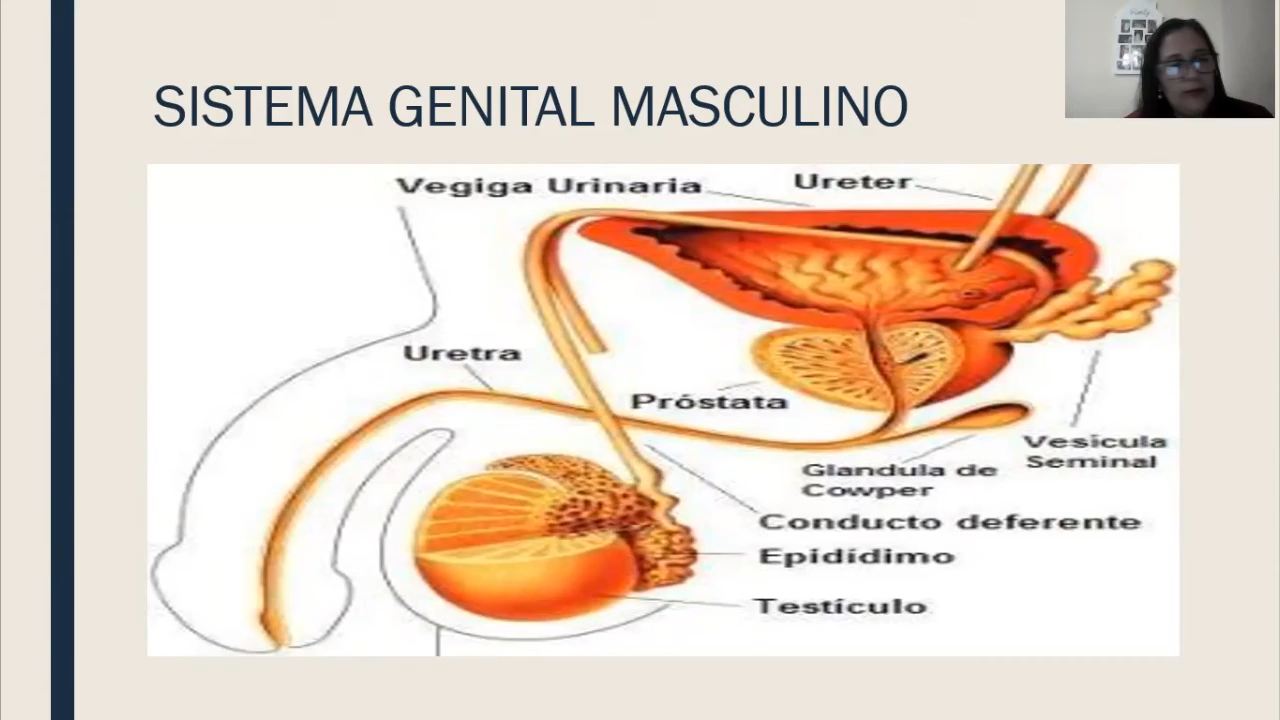 SISTEMA GENITAL MASCULINO
Vegiga Urinaria
Ureter
Uretra
Próstata
Vesicula
Seminal
Glandula de
Cowper
Conducto deferente
Epidídimo
Testículo